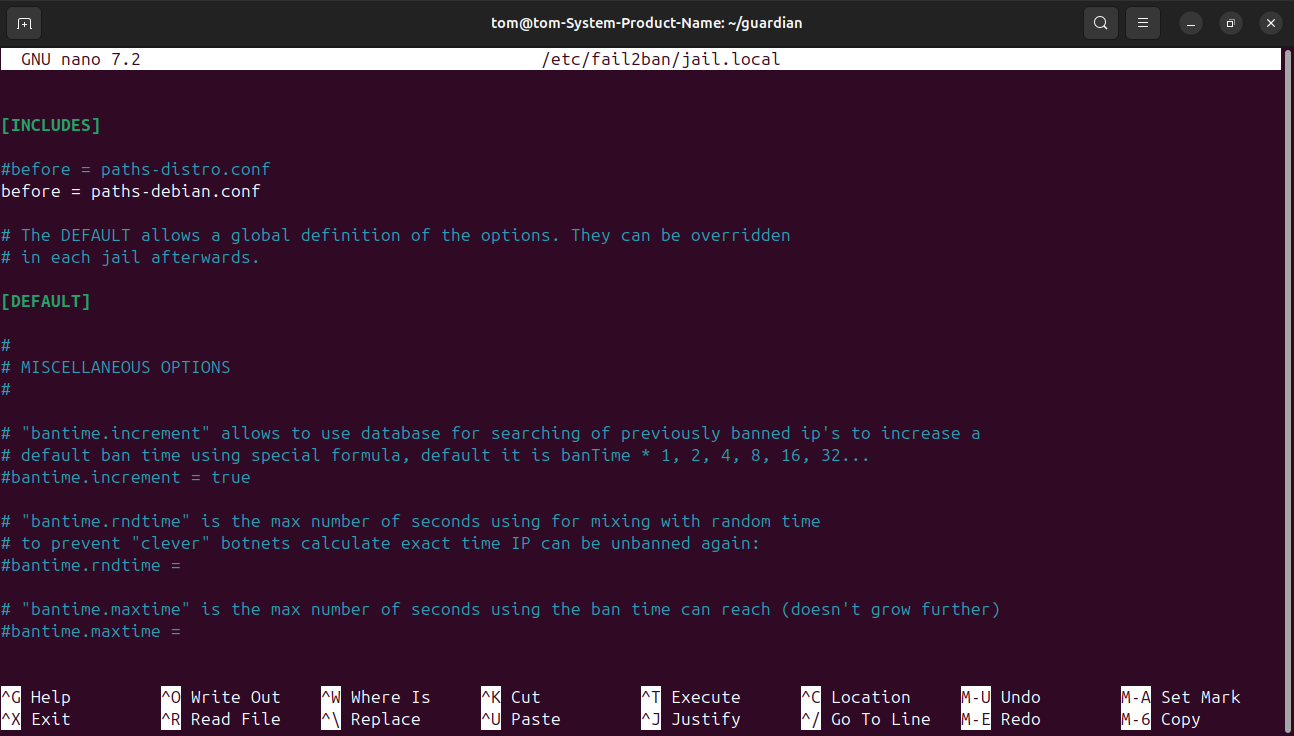 tom@tom-System-Product-Name: ~/guardian
GNU nano 7.2 /etc/fail2ban/jail.local
[INCLUDES]
#before = paths-distro.conf
before = paths-debian.conf
# The DEFAULT allows a global definition of the options. They can be overridden
# in each jail afterwards.
[DEFAULT]
#
# MISCELLANEOUS OPTIONS
#
# "bantime.increment" allows to use database for searching of previously banned ip's to increase a
# default ban time using special formula, default it is banTime * 1, 2, 4, 8, 16, 32...
#bantime.increment = true
# "bantime.rndtime" is the max number of seconds using for mixing with random time
# to prevent "clever" botnets calculate exact time IP can be unbanned again:
#bantime.rndtime =
# "bantime.maxtime" is the max number of seconds using the ban time can reach (doesn't grow further)
#bantime.maxtime =
^G Help ^O Write Out ^W Where Is ^K Cut ^T Execute ^C Location M-U Undo M-A Set Mark
^X Exit ^R Read File ^\ Replace ^U Paste ^J Justify ^/ Go To Line M-E Redo M-6 Copy